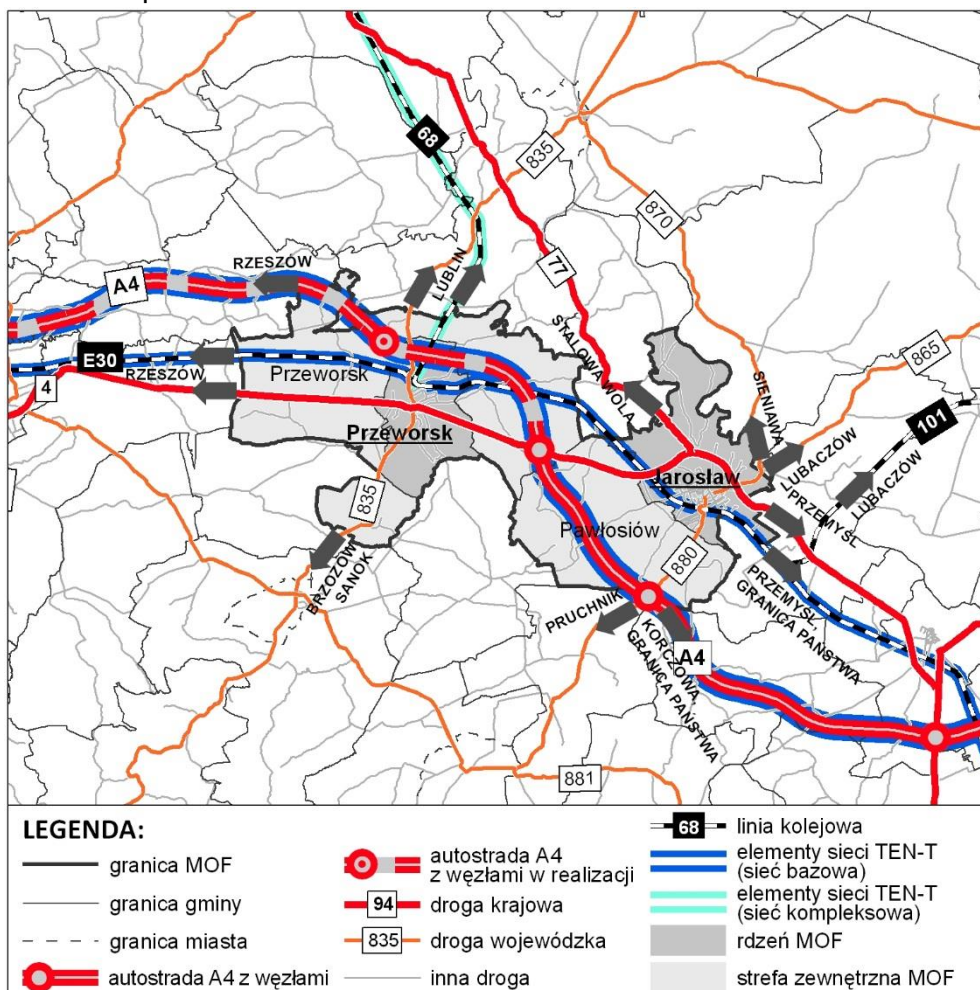 68
835
870
77
RZESZÓW
A4
LUBLIN
E30
RZESZÓW
4
Przeworsk
Przeworsk
STALOWA WOLA
SIENIAWA
865
101
LUBACZÓW
LUBACZÓW
Jarosław
PRZEMYŚL
835
BRZOZÓW
SANOK
Pawłosiów
880
PRZEMYŚL
GRANICA PAŃSTWA
PRUCHNIK
KORCZOWA
GRANICA PAŃSTWA
A4
881
LEGENDA:
granica MOF
granica gminy
granica miasta
autostrada A4 z węzłami
autostrada A4
z węzłami w realizacji
94 droga krajowa
835 droga wojewódzka
inna droga
68 linia kolejowa
elementy sieci TEN-T
(sieć bazowa)
elementy sieci TEN-T
(sieć kompleksowa)
rdzeń MOF
strefa zewnętrzna MOF